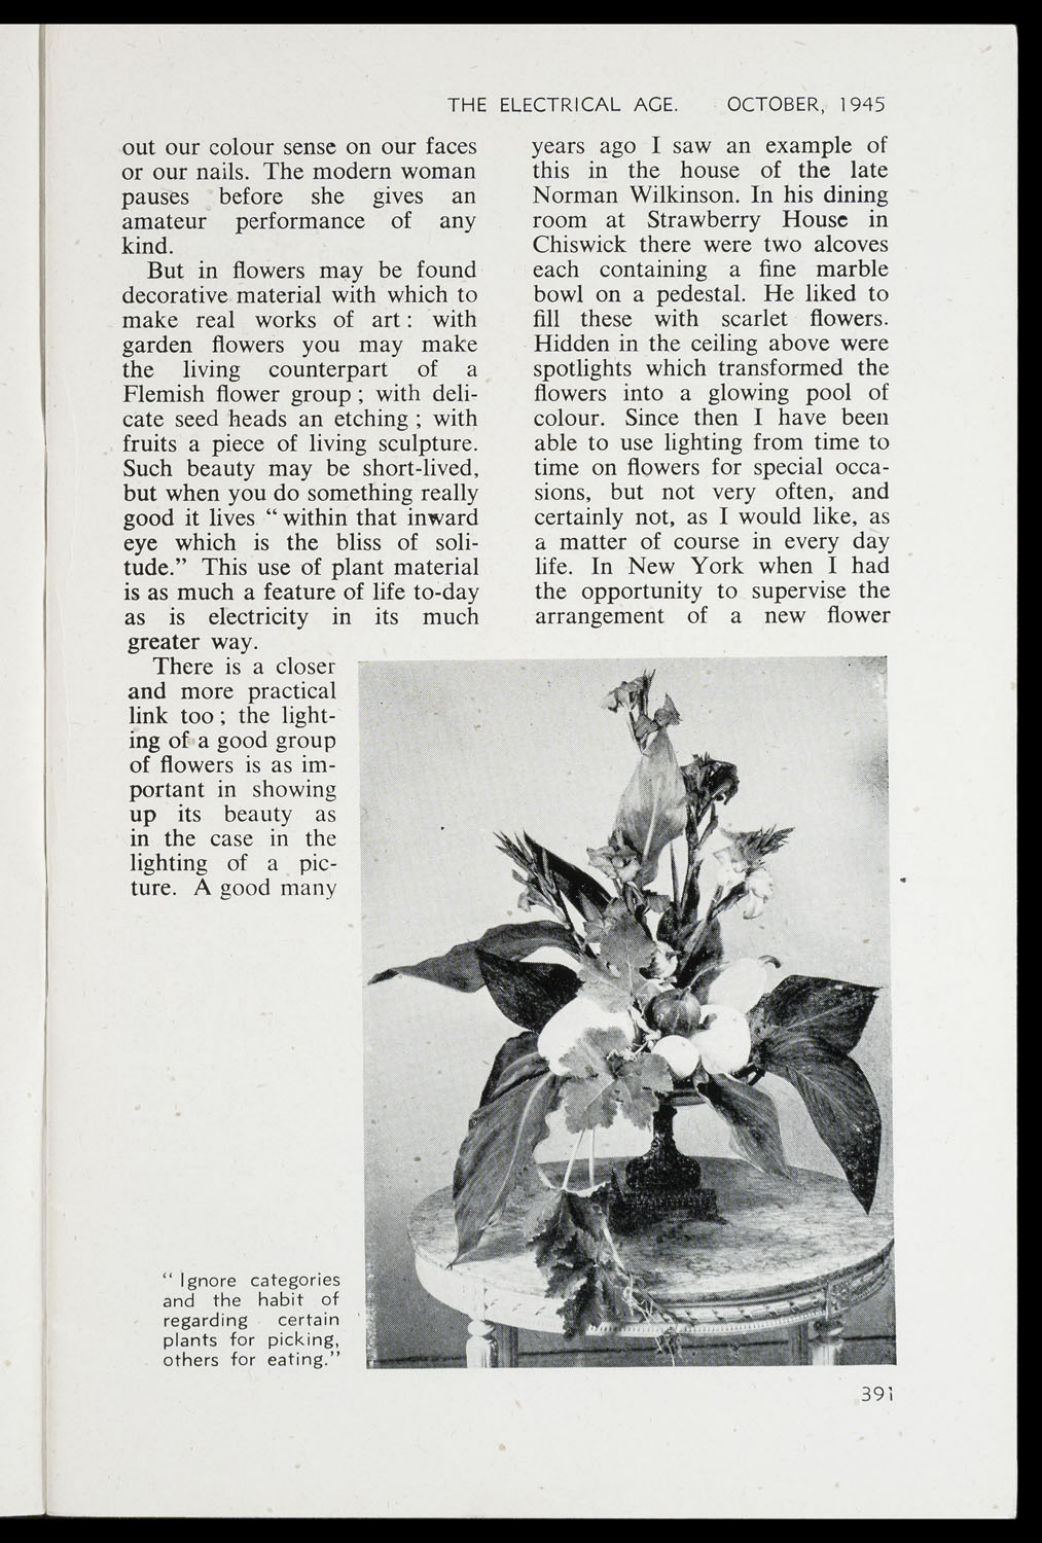 THE ELECTRICAL AGE. OCTOBER, 1945
out our colour sense on our faces
or our nails. The modern woman
pauses before she gives an
amateur performance of any
kind.
But in flowers may be found
decorative material with which to
make real works of art : with
garden flowers you may make
the living counterpart of a
Flemish flower group ; with deli-
cate seed heads an etching ; with
fruits a piece of living sculpture.
Such beauty may be short-lived,
but when you do something really
good it lives “ within that inward
eye which is the bliss of soli-
tude.” This use of plant material
is as much a feature of life to-day
as is electricity in its much
greater way.
There is a closer
and more practical
link too ; the light-
ing of a good group
of flowers is as im-
portant in showing
up its beauty as
in the case in the
lighting of a pic-
ture. A good many
years ago I saw an example of
this in the house of the late
Norman Wilkinson. In his dining
room at Strawberry House in
Chiswick there were two alcoves
each containing a fine marble
bowl on a pedestal. He liked to
fill these with scarlet flowers.
Hidden in the ceiling above were
spotlights which transformed the
flowers into a glowing pool of
colour. Since then I have been
able to use lighting from time to
time on flowers for special occa-
sions, but not very often, and
certainly not, as I would like, as
a matter of course in every day
life. In New York when I had
the opportunity to supervise the
arrangement of a new flower
“ Ignore categories
and the habit of
regarding certain
plants for picking,
others for eating.”
391